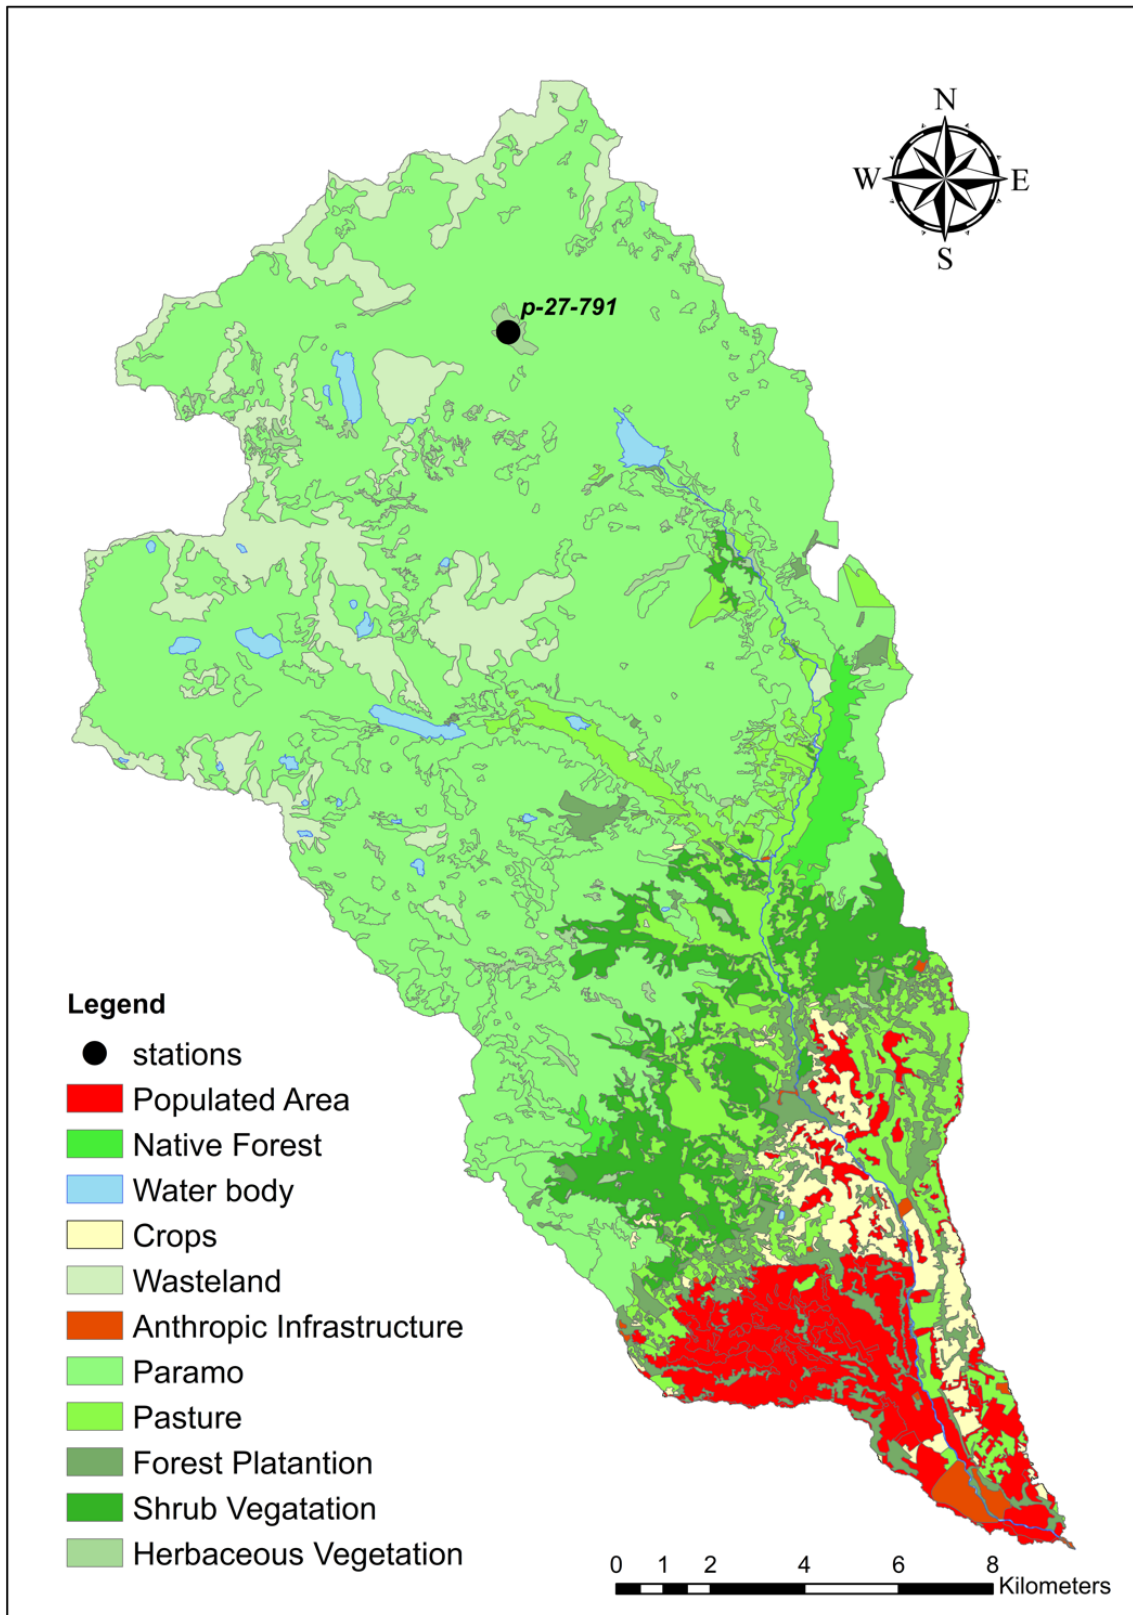 N
W E
S
p-27-791
Legend
stations
Populated Area
Native Forest
Water body
Crops
Wasteland
Anthropic Infrastructure
Paramo
Pasture
Forest Platantion
Shrub Vegatation
Herbaceous Vegetation
0 1 2 4 6 8
Kilometers